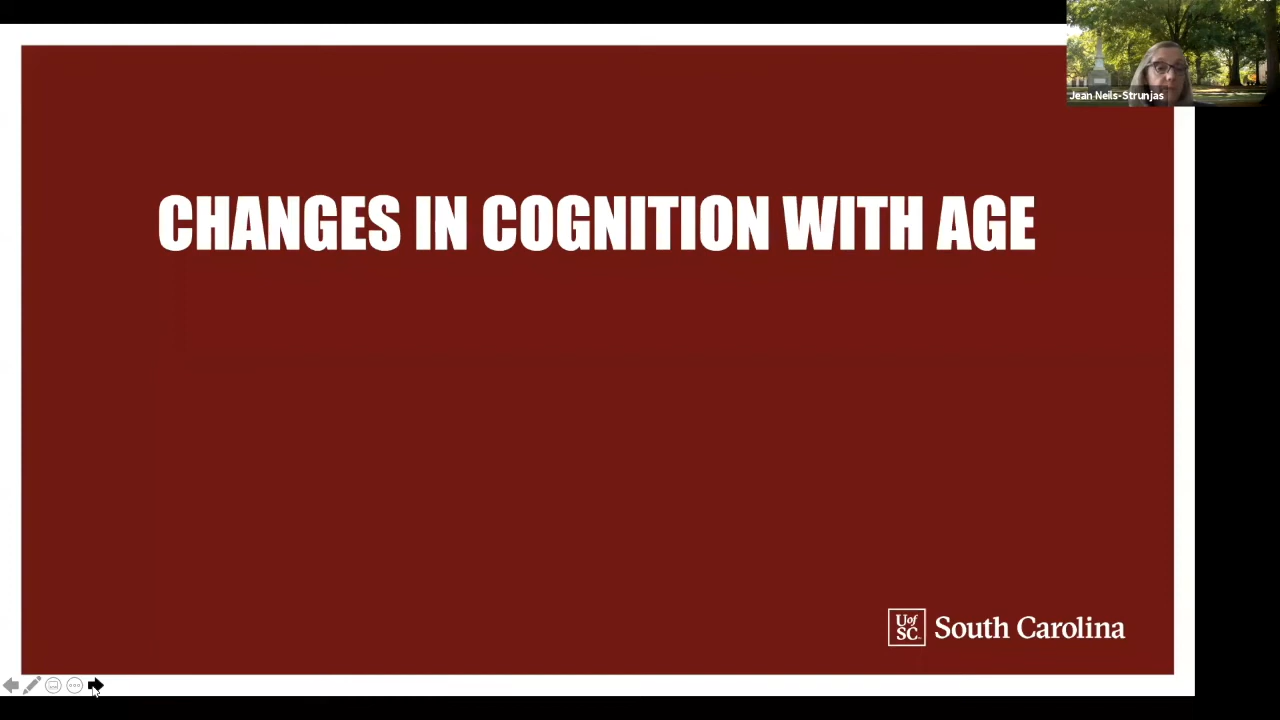 Jean Neils-Strunjas
CHANGES IN COGNITION WITH AGE
UofSC South Carolina